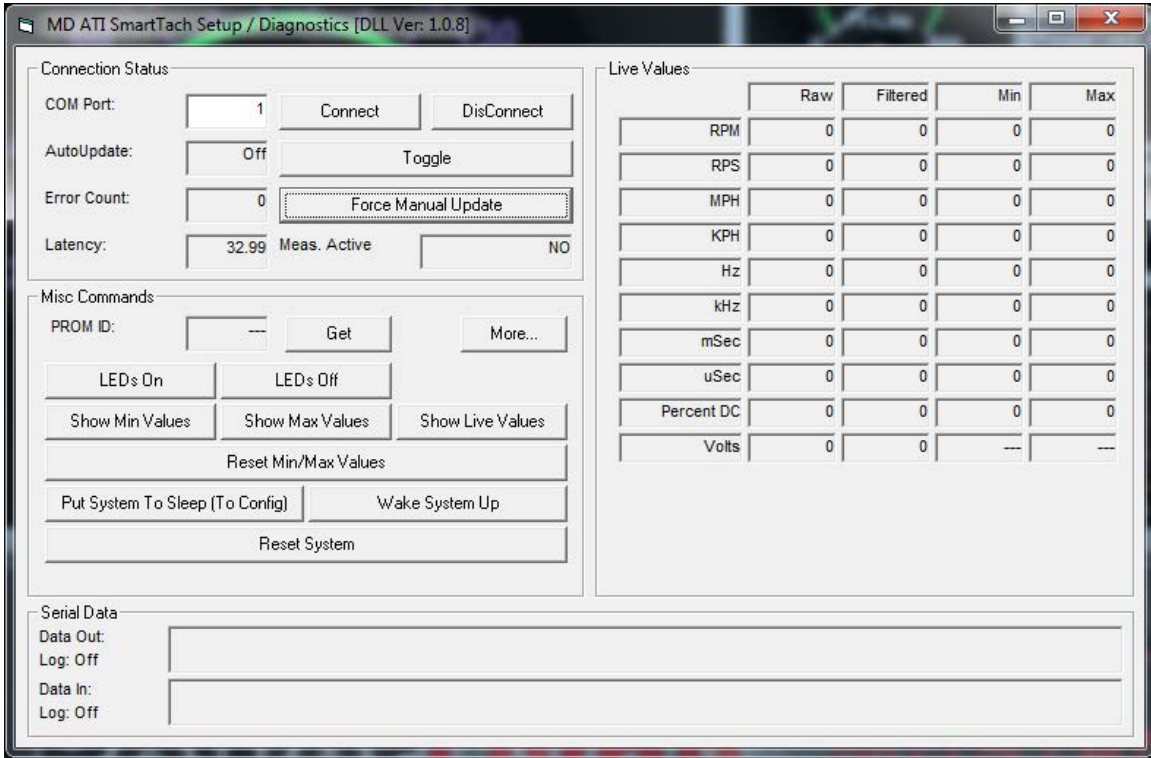 MD ATI SmartTach Setup / Diagnostics [DLL Ver: 1.0.8]
Connection Status
COM Port: 1 Connect DisConnect
AutoUpdate: Off Toggle
Error Count: 0 Force Manual Update
Latency: 32.99 Meas. Active NO
Misc Commands
PROM ID: --- Get More...
LEDs On LEDs Off
Show Min Values Show Max Values Show Live Values
Reset Min/Max Values
Put System To Sleep (To Config) Wake System Up
Reset System
Live Values
Raw Filtered Min Max
RPM 0 0 0 0
RPS 0 0 0 0
MPH 0 0 0 0
KPH 0 0 0 0
Hz 0 0 0 0
kHz 0 0 0 0
mSec 0 0 0 0
uSec 0 0 0 0
Percent DC 0 0 0 0
Volts 0 0 --- ---
Serial Data
Data Out:
Log: Off
Data In:
Log: Off